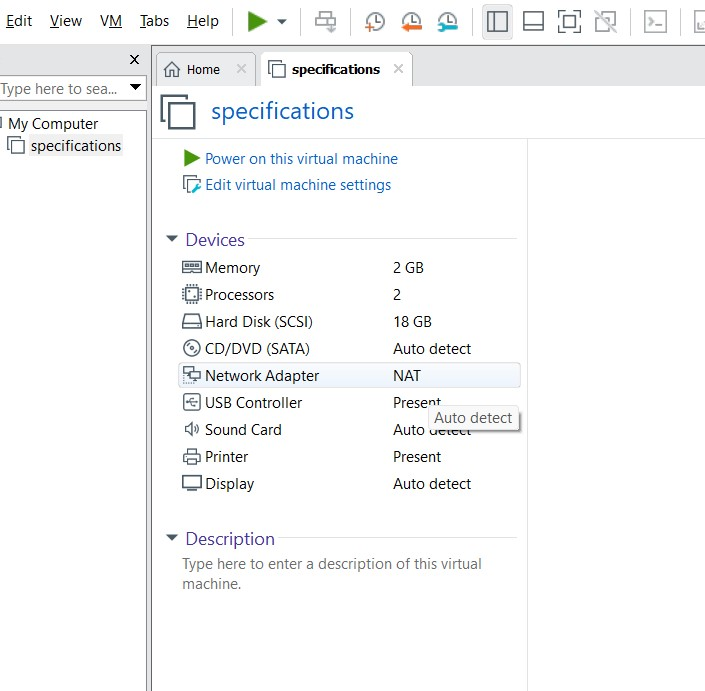 Edit View VM Tabs Help
Type here to sea...
My Computer
specifications
Home
specifications
specifications
Power on this virtual machine
Edit virtual machine settings
Devices
Memory 2 GB
Processors 2
Hard Disk (SCSI) 18 GB
CD/DVD (SATA) Auto detect
Network Adapter NAT
USB Controller Present
Auto detect
Sound Card Auto detect
Printer Present
Display Auto detect
Description
Type here to enter a description of this virtual
machine.